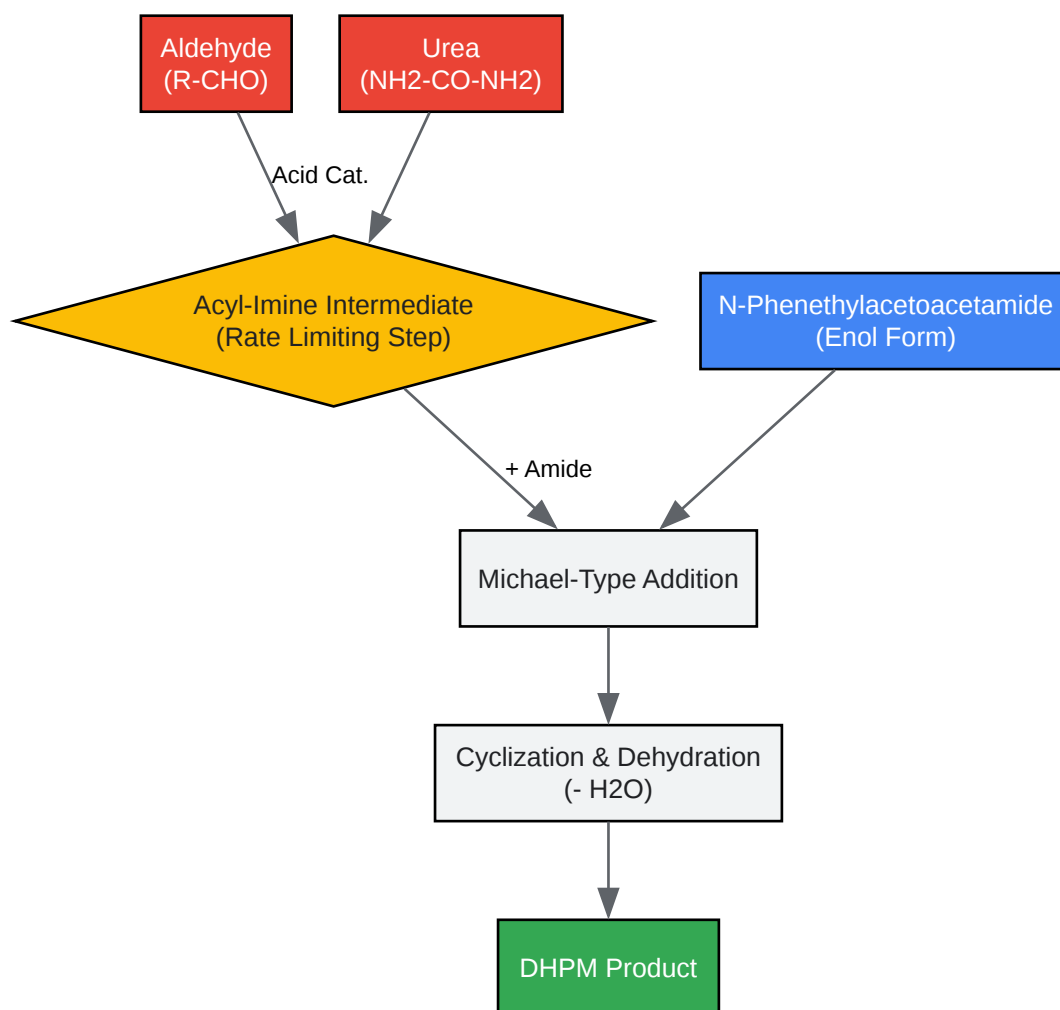 Aldehyde
(R-CHO)
Urea
(NH2-CO-NH2)
Acid Cat.
Acyl-Imine Intermediate
(Rate Limiting Step)
N-Phenethylacetoacetamide
(Enol Form)
+ Amide
Michael-Type Addition
Cyclization & Dehydration
(- H2O)
DHPM Product